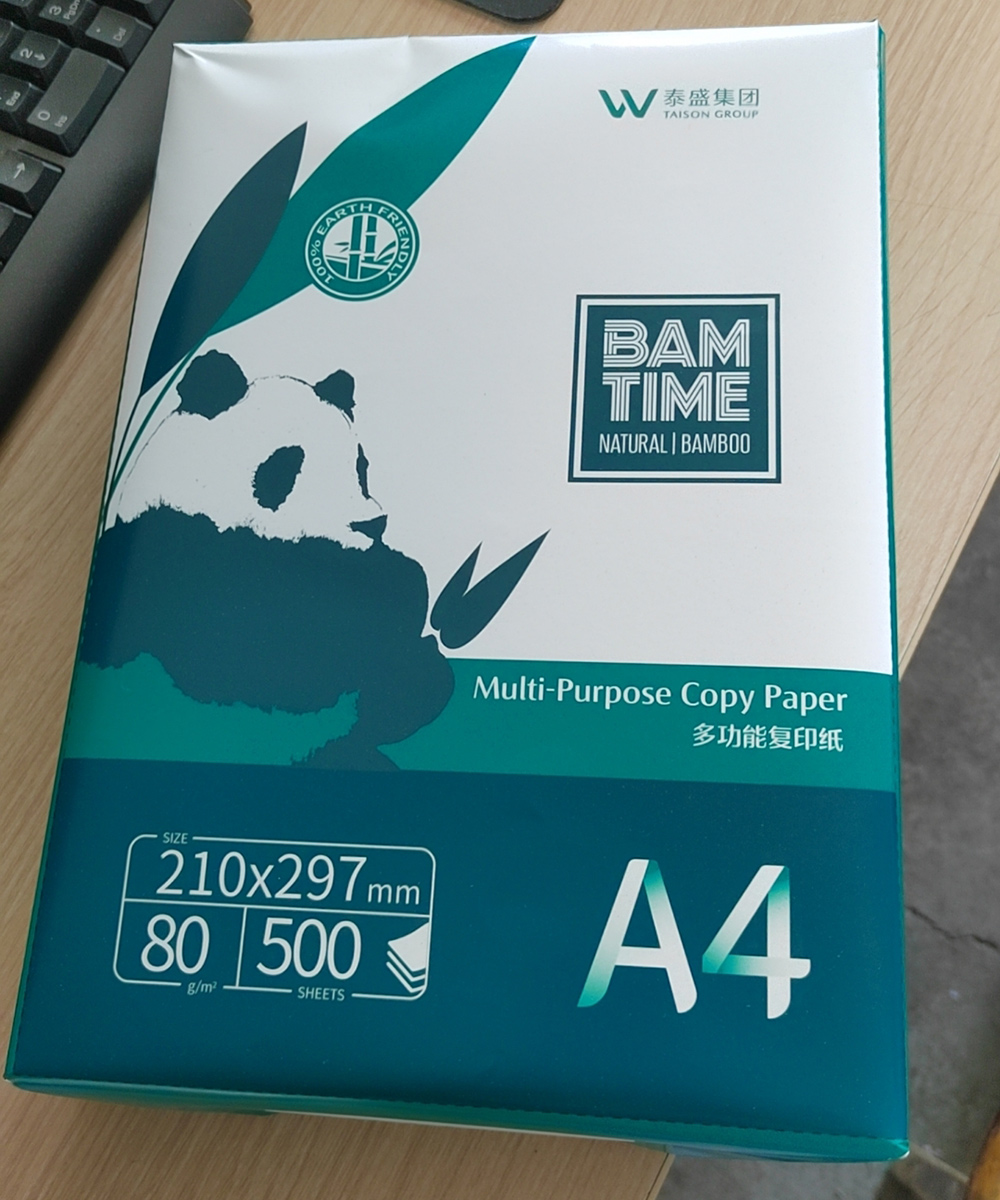 泰盛集团
TAISON GROUP
100% EARTH FRIENDLY
BAM
TIME
NATURAL | BAMBOO
Multi-Purpose Copy Paper
多功能复印纸
SIZE
210x297mm
80 500
g/m² SHEETS
A4